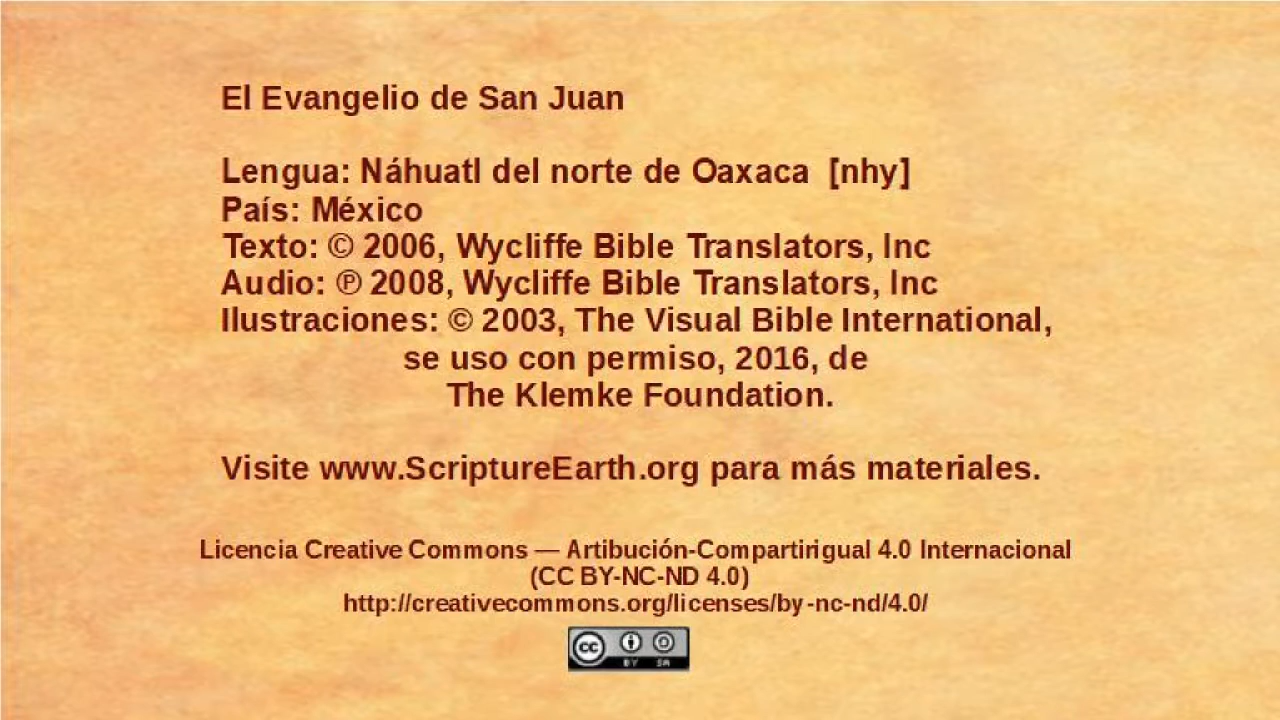 El Evangelio de San Juan
Lengua: Náhuatl del norte de Oaxaca [nhy]
País: México
Texto: © 2006, Wycliffe Bible Translators, Inc
Audio: ℗ 2008, Wycliffe Bible Translators, Inc
Ilustraciones: © 2003, The Visual Bible International,
se uso con permiso, 2016, de
The Klemke Foundation.
Visite www.ScriptureEarth.org para más materiales.
Licencia Creative Commons — Artibución-Compartirigual 4.0 Internacional
(CC BY-NC-ND 4.0)
http://creativecommons.org/licenses/by-nc-nd/4.0/
cc BY SA